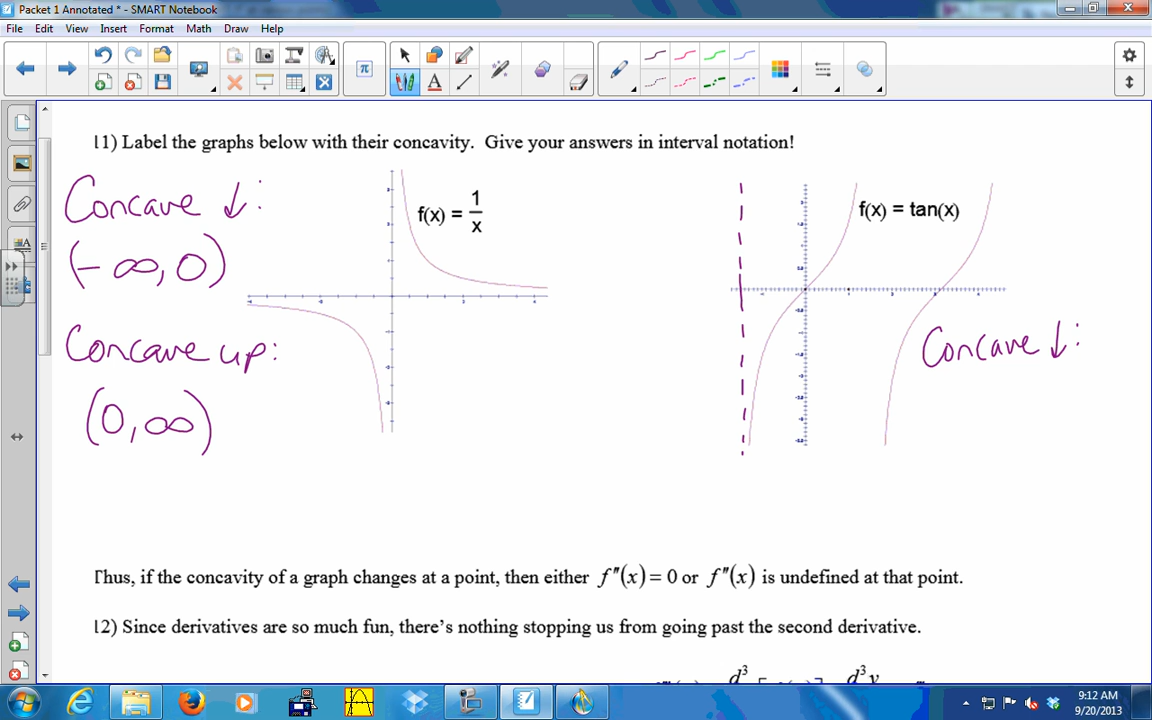 Packet 1 Annotated * - SMART Notebook
File Edit View Insert Format Math Draw Help
11) Label the graphs below with their concavity. Give your answers in interval notation!
Concave ↓:
(-∞, 0)
Concave up:
(0, ∞)
f(x) = 1/x
f(x) = tan(x)
Concave ↓:
Thus, if the concavity of a graph changes at a point, then either f″(x) = 0 or f″(x) is undefined at that point.
12) Since derivatives are so much fun, there's nothing stopping us from going past the second derivative.
9:12 AM
9/20/2013